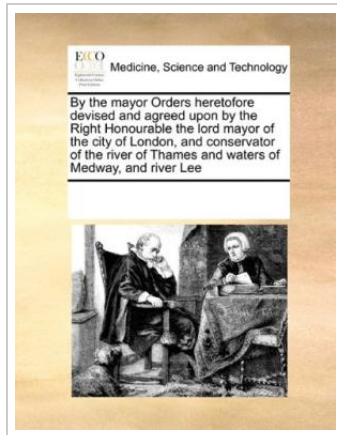 ECCO
Medicine, Science and Technology
By the mayor Orders heretofore
devised and agreed upon by the
Right Honourable the lord mayor of
the city of London, and conservator
of the river of Thames and waters of
Medway, and river Lee